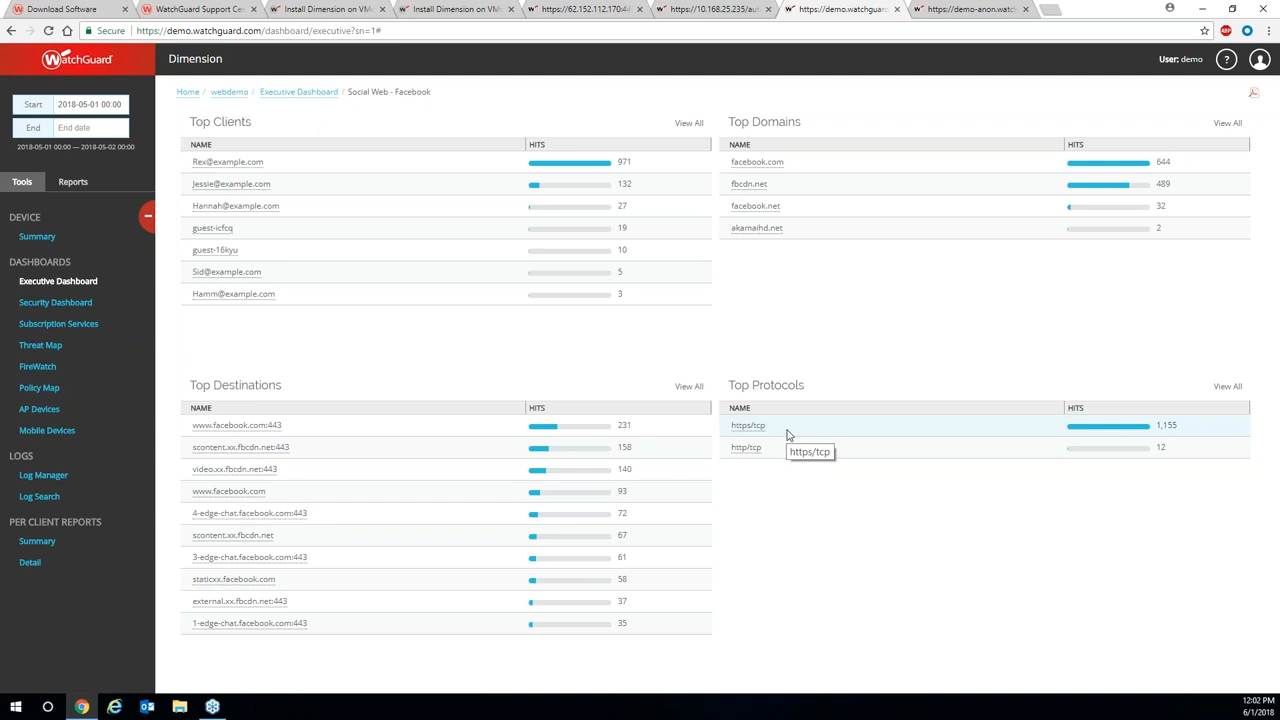 Download Software
WatchGuard Support Ce
Install Dimension on VM
Install Dimension on VM
https://62.152.112.170:4
https://10.168.25.235/au
https://demo.watchguar
https://demo-anon.watch
Secure
https://demo.watchguard.com/dashboard/executive?sn=1#
WatchGuard
Dimension
User: demo
?
Home / webdemo / Executive Dashboard / Social Web - Facebook
Start 2018-05-01 00:00
End End date
2018-05-01 00:00 — 2018-05-02 00:00
Tools Reports
DEVICE
Summary
DASHBOARDS
Executive Dashboard
Security Dashboard
Subscription Services
Threat Map
FireWatch
Policy Map
AP Devices
Mobile Devices
LOGS
Log Manager
Log Search
PER CLIENT REPORTS
Summary
Detail
Top Clients View All
NAME HITS
Rex@example.com 971
Jessie@example.com 132
Hannah@example.com 27
guest-icfcq 19
guest-16kyu 10
Sid@example.com 5
Hamm@example.com 3
Top Domains View All
NAME HITS
facebook.com 644
fbcdn.net 489
facebook.net 32
akamaihd.net 2
Top Destinations View All
NAME HITS
www.facebook.com:443 231
scontent.xx.fbcdn.net:443 158
video.xx.fbcdn.net:443 140
www.facebook.com 93
4-edge-chat.facebook.com:443 72
scontent.xx.fbcdn.net 67
3-edge-chat.facebook.com:443 61
staticxx.facebook.com 58
external.xx.fbcdn.net:443 37
1-edge-chat.facebook.com:443 35
Top Protocols View All
NAME HITS
https/tcp 1,155
http/tcp 12
https/tcp
12:02 PM
6/1/2018